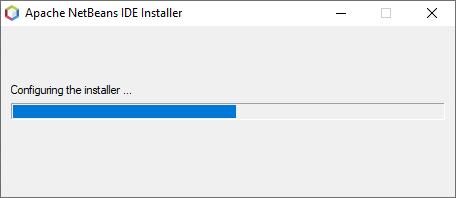 Apache NetBeans IDE Installer
Configuring the installer ...